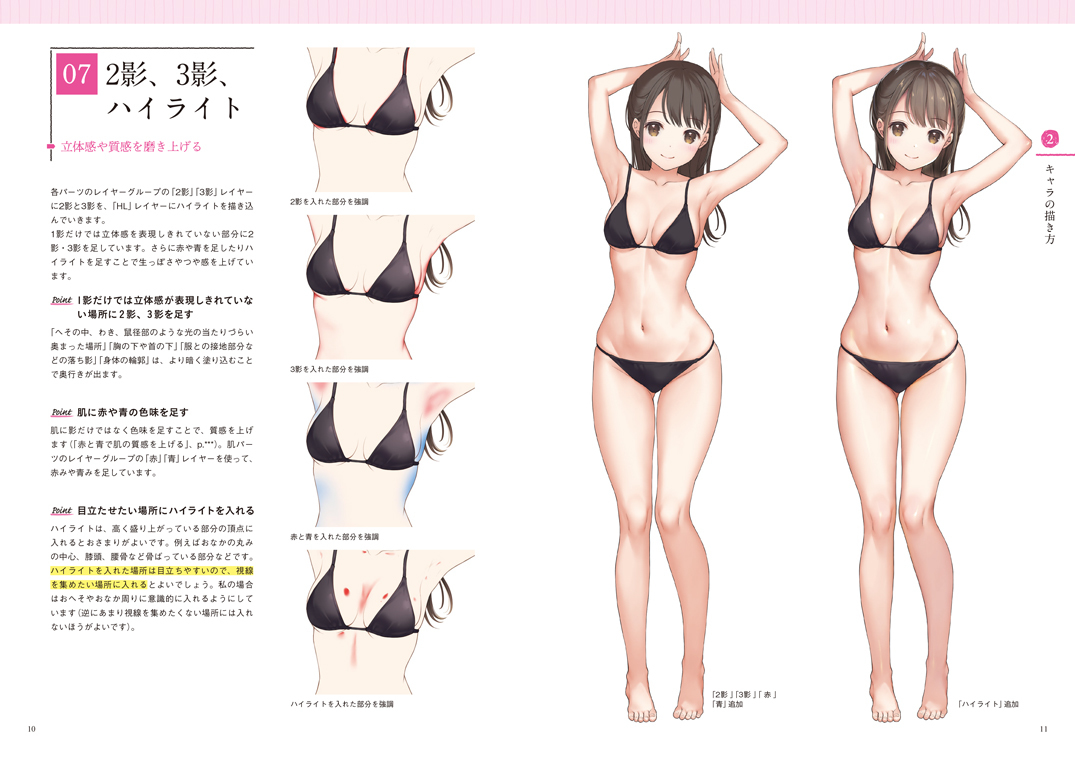 07
2影、3影、
ハイライト
立体感や質感を磨き上げる
各パーツのレイヤーグループの「2影」「3影」レイヤー
に2影と3影を、「HL」レイヤーにハイライトを描き込
んでいきます。
1影だけでは立体感を表現しきれていない部分に2
影・3影を足しています。さらに赤や青を足したりハ
イライトを足すことで生っぽさやつや感を上げてい
ます。
Point 1影だけでは立体感が表現しきれていな
い場所に2影、3影を足す
「へその中、わき、鼠径部のような光の当たりづらい
奥まった場所」「胸の下や首の下」「服との接地部分な
どの落ち影」「身体の輪郭』は、より暗く塗り込むこと
で奥行きが出ます。
Point 肌に赤や青の色味を足す
肌に影だけではなく色味を足すことで、質感を上げ
ます(「赤と青で肌の質感を上げる」、p.***)。肌パー
ツのレイヤーグループの「赤」「青」レイヤーを使って、
赤みや青みを足しています。
Point 目立たせたい場所にハイライトを入れる
ハイライトは、高く盛り上がっている部分の頂点に
入れるとおさまりがよいです。例えばおなかの丸み
の中心、膝頭、腰骨など骨ばっている部分などです。
ハイライトを入れた場所は目立ちやすいので、視線
を集めたい場所に入れるとよいでしょう。私の場合
はおへそやおなか周りに意識的に入れるようにして
います(逆にあまり視線を集めたくない場所には入れ
ないほうがよいです)。
10
2影を入れた部分を強調
3影を入れた部分を強調
赤と青を入れた部分を強調
ハイライトを入れた部分を強調
「2影」「3影」「赤」
「青」追加
「ハイライト」追加
2
キャラの描き方
11